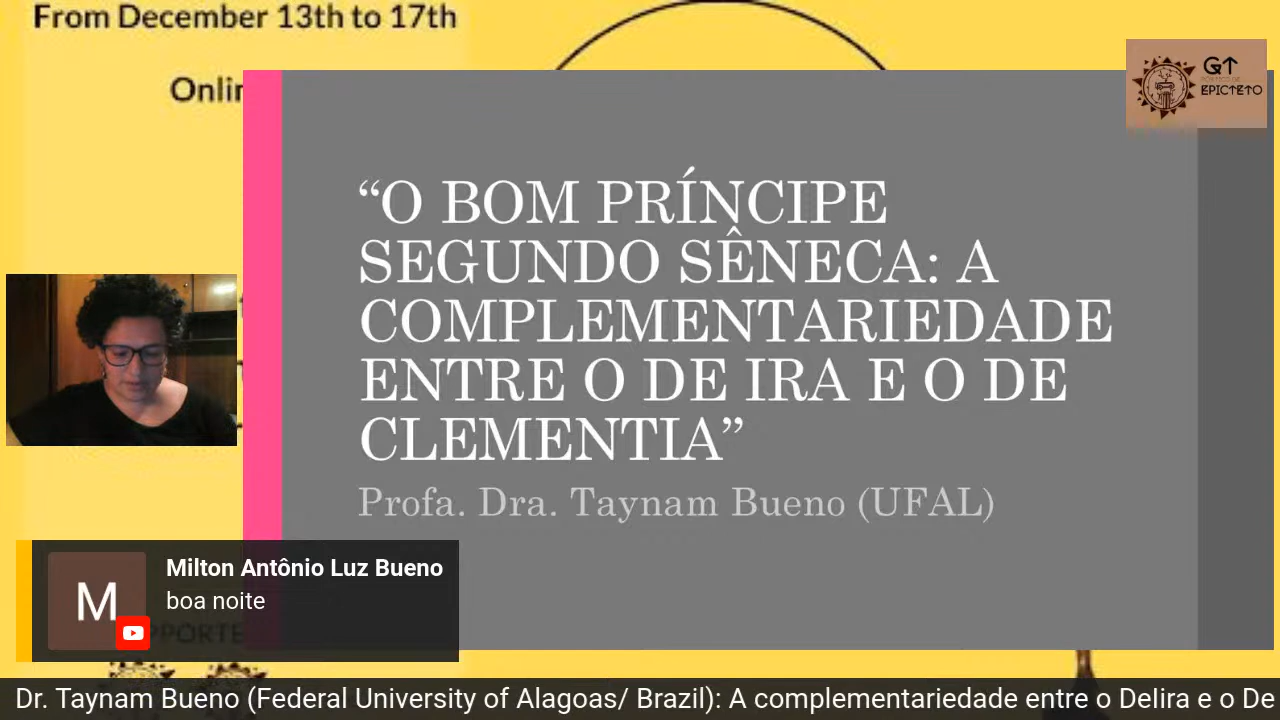 From December 13th to 17th
Onlin
GT
EPICTETO
“O BOM PRÍNCIPE
SEGUNDO SÊNECA: A
COMPLEMENTARIEDADE
ENTRE O DE IRA E O DE
CLEMENTIA”
Profa. Dra. Taynam Bueno (UFAL)
M
Milton Antônio Luz Bueno
boa noite
Dr. Taynam Bueno (Federal University of Alagoas/ Brazil): A complementariedade entre o DeIra e o De